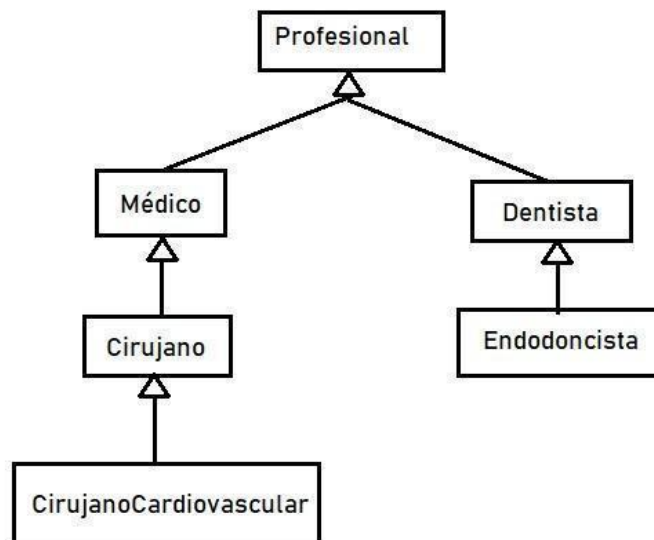 Profesional
Médico
Dentista
Cirujano
Endodoncista
CirujanoCardiovascular